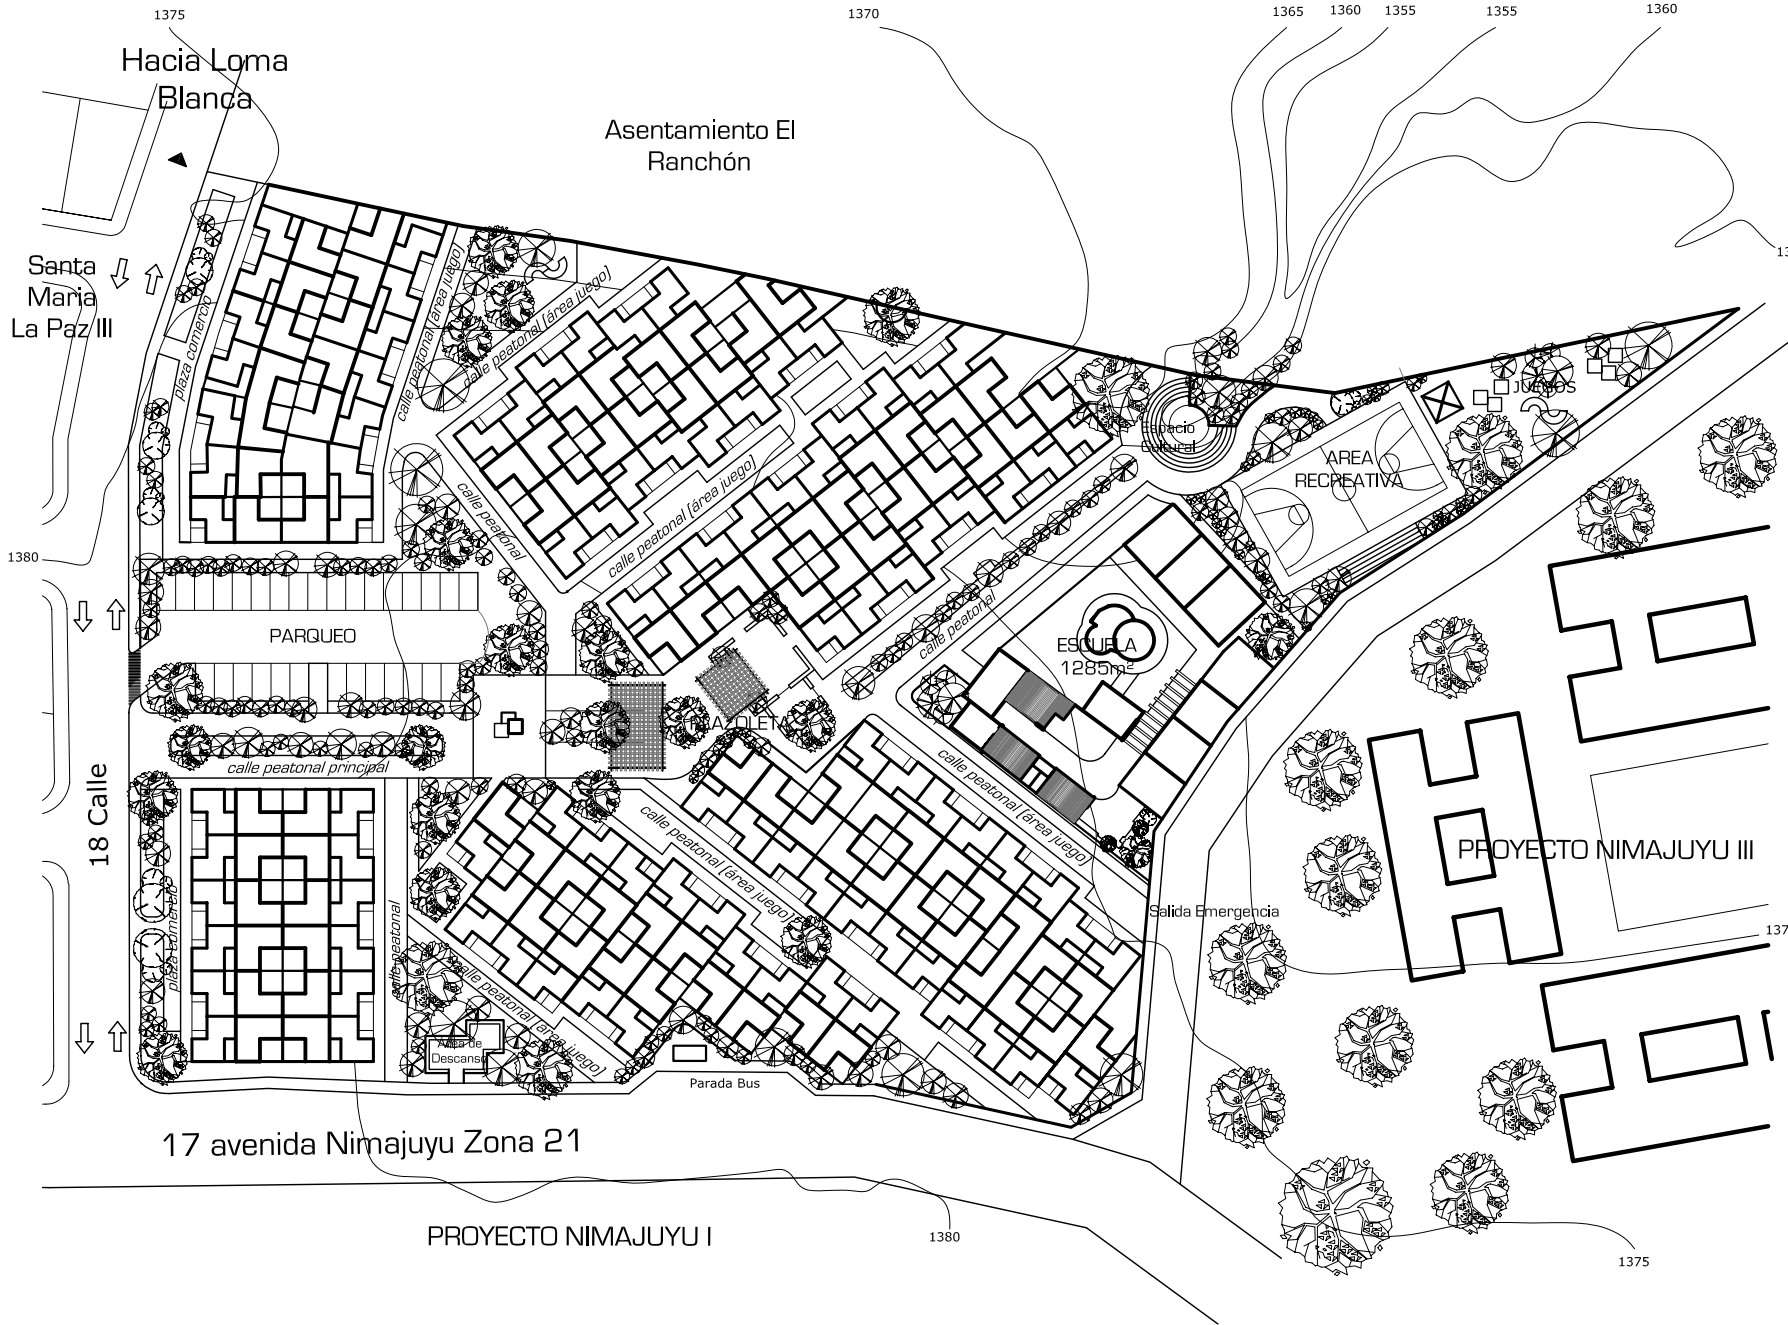 1375
1370
1365
1360
1355
1355
1360
Hacia Loma
Blanca
Asentamiento El
Ranchón
Santa
Maria
La Paz III
plaza comercio
calle peatonal (área juego)
calle peatonal (área juego)
calle peatonal
calle peatonal (área juego)
Espacio
Cultural
JUEGOS
AREA
RECREATIVA
1380
PARQUEO
calle peatonal
ESCUELA
1285m²
PLAZOLETA
calle peatonal principal
18 Calle
calle peatonal (área juego)
calle peatonal (área juego)
PROYECTO NIMAJUYU III
plaza comercio
calle peatonal
Salida Emergencia
calle peatonal (área juego)
Area de
Descanso
Parada Bus
17 avenida Nimajuyu Zona 21
PROYECTO NIMAJUYU I
1380
1375